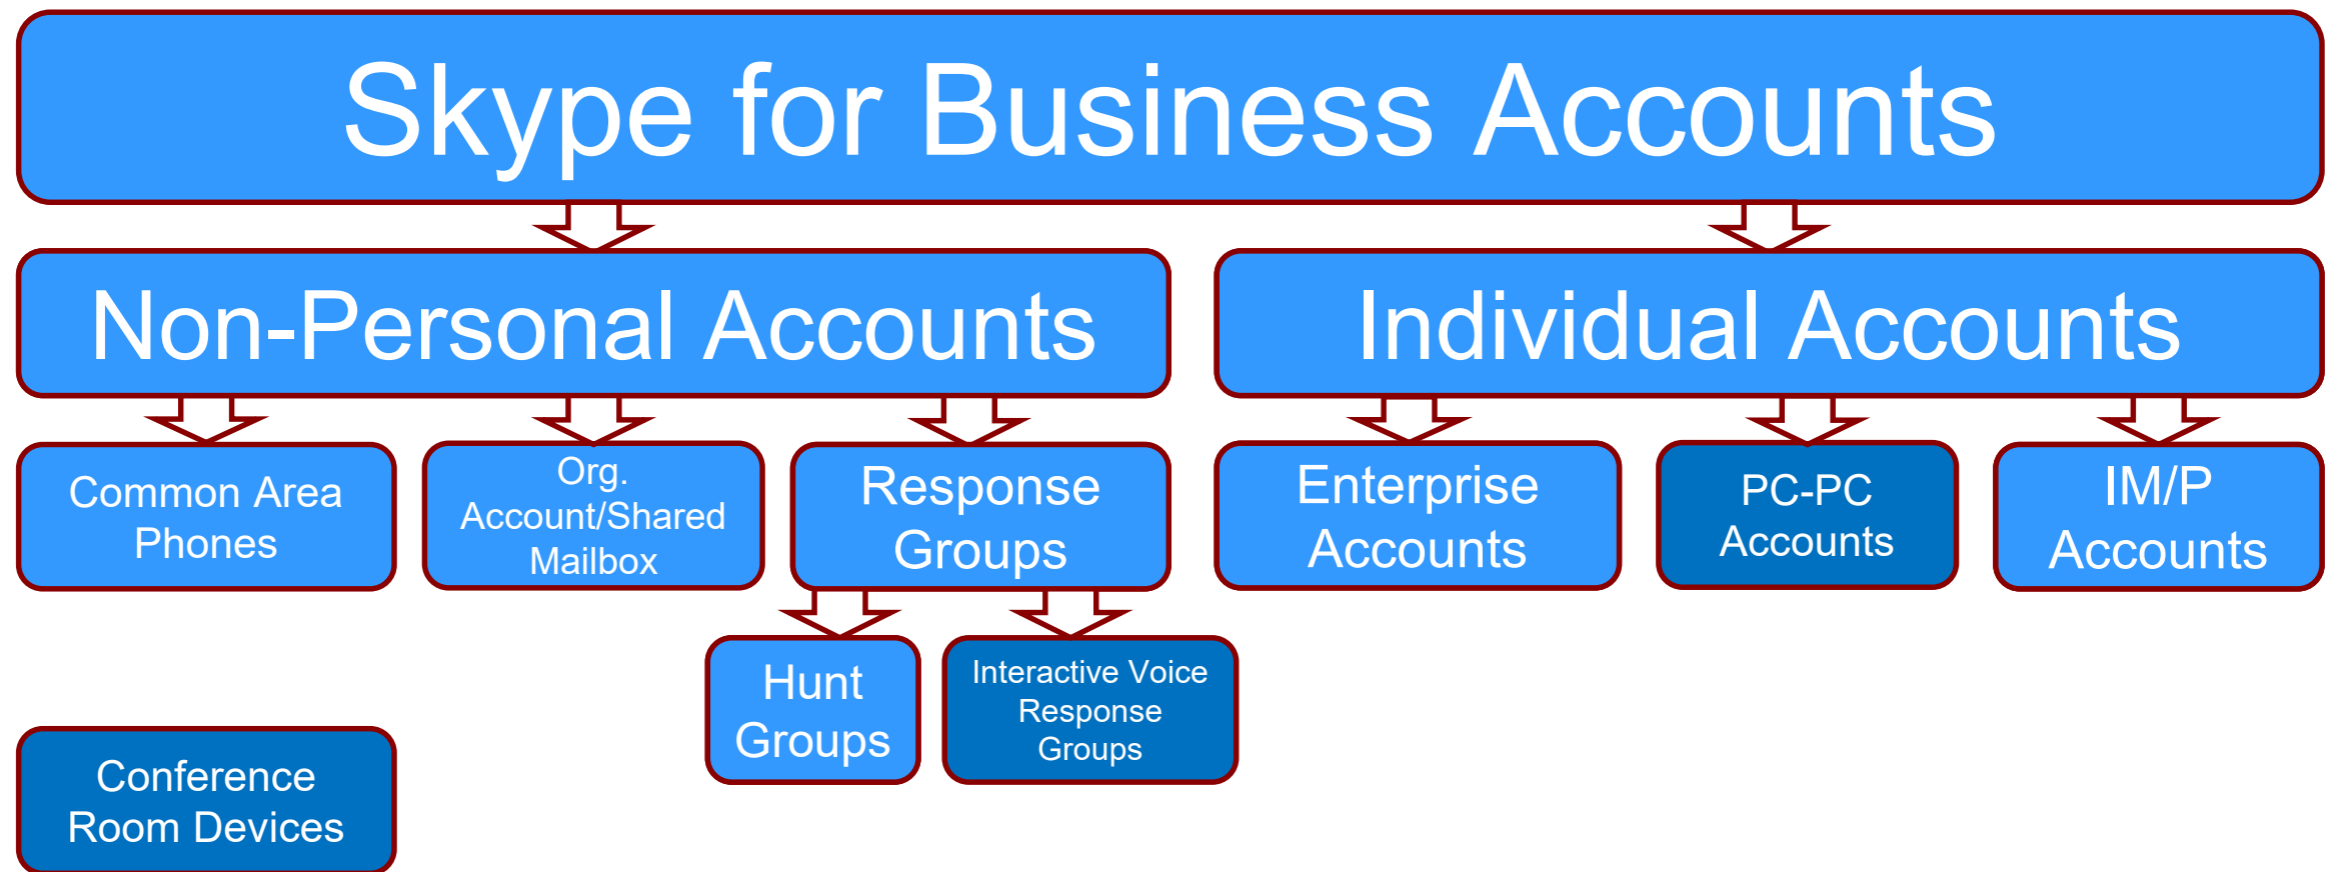 Skype for Business Accounts
Non-Personal Accounts
Individual Accounts
Common Area
Phones
Org.
Account/Shared
Mailbox
Response
Groups
Enterprise
Accounts
PC-PC
Accounts
IM/P
Accounts
Hunt
Groups
Interactive Voice
Response
Groups
Conference
Room Devices